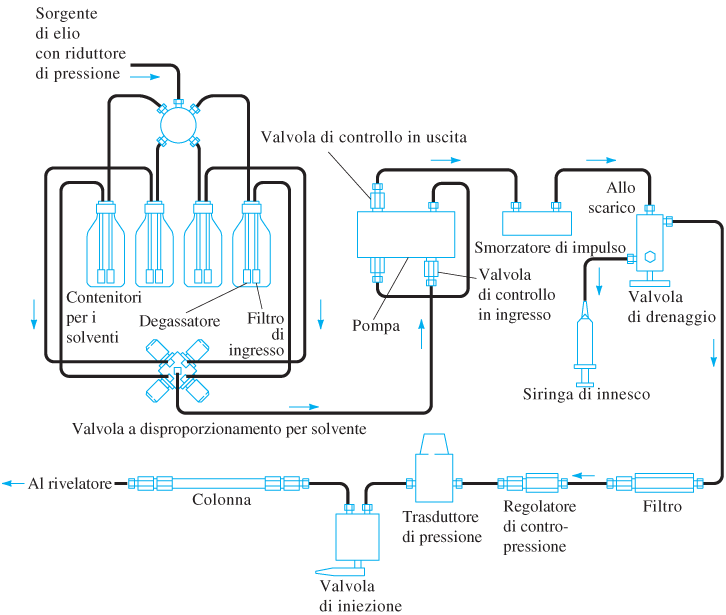 Sorgente
di elio
con riduttore
di pressione
Valvola di controllo in uscita
Allo
scarico
Smorzatore di impulso
Contenitori
per i
solventi
Degassatore
Filtro
di
ingresso
Pompa
Valvola
di controllo
in ingresso
Valvola
di drenaggio
Siringa di innesco
Valvola a disproporzionamento per solvente
Al rivelatore
Colonna
Valvola
di iniezione
Trasduttore
di pressione
Regolatore
di contro-
pressione
Filtro